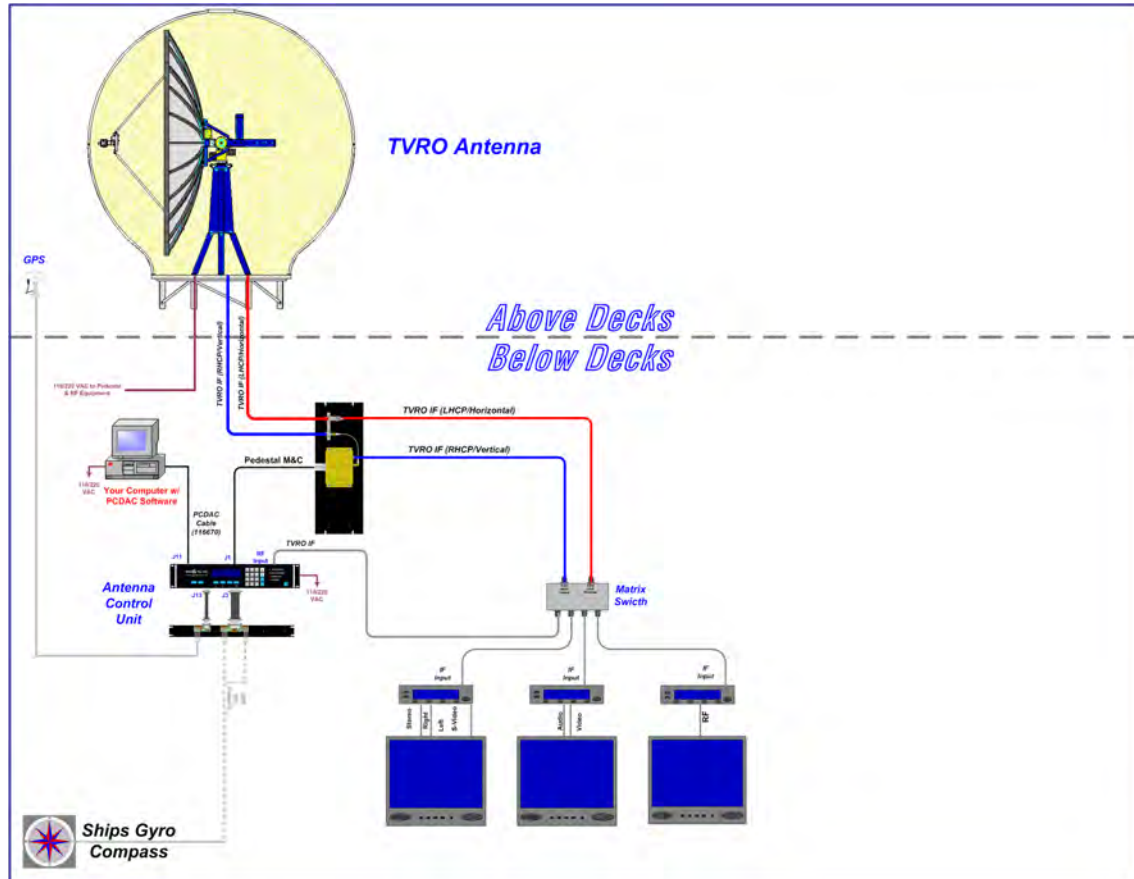 TVRO Antenna
GPS
Above Decks
Below Decks
TVRO IF (RHCP/Vertical)
TVRO IF (LHCP/Horizontal)
110/220 VAC to Pedestal
& RF Equipment
TVRO IF (LHCP/Horizontal)
TVRO IF (RHCP/Vertical)
Pedestal M&C
110/220
VAC
Your Computer w/
PCDAC Software
PCDAC
Cable
(116670)
TVRO IF
J11
J1
RF
Input
Antenna
Control
Unit
110/220
VAC
J13
J3
Matrix
Swicth
IF
Input
IF
Input
IF
Input
Stereo
Right
Left
S-Video
Audio
Video
RF
Ships Gyro
Compass